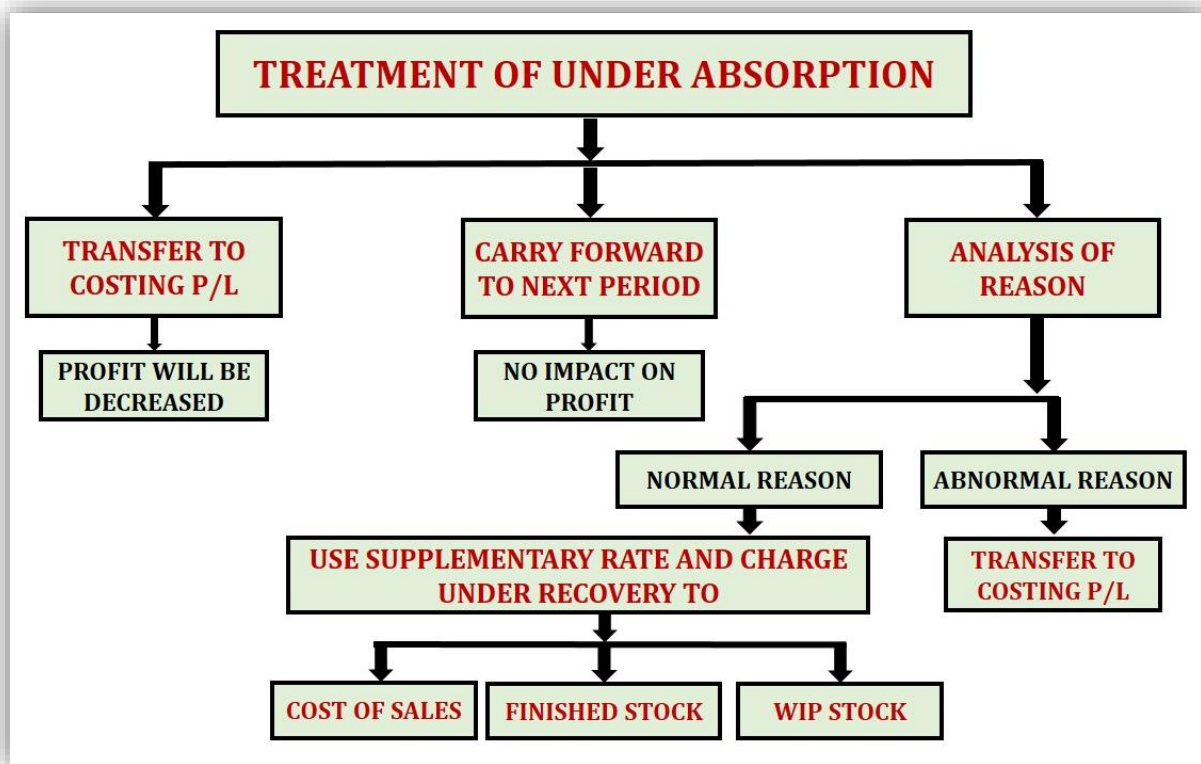 TREATMENT OF UNDER ABSORPTION
TRANSFER TO
COSTING P/L
CARRY FORWARD
TO NEXT PERIOD
ANALYSIS OF
REASON
PROFIT WILL BE
DECREASED
NO IMPACT ON
PROFIT
NORMAL REASON
ABNORMAL REASON
USE SUPPLEMENTARY RATE AND CHARGE
UNDER RECOVERY TO
TRANSFER TO
COSTING P/L
COST OF SALES
FINISHED STOCK
WIP STOCK